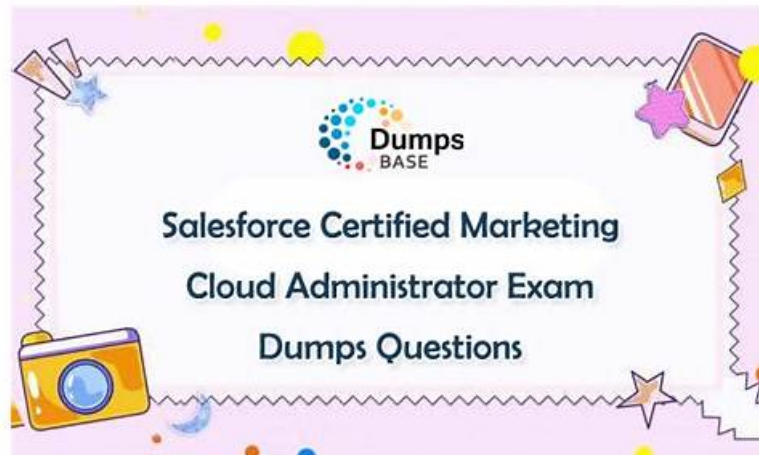 Dumps
BASE
Salesforce Certified Marketing
Cloud Administrator Exam
Dumps Questions